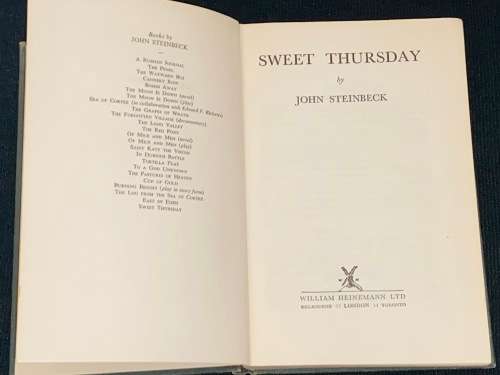 Books by
JOHN STEINBECK
A RUSSIAN JOURNAL
THE PEARL
THE WAYWARD BUS
CANNERY ROW
BOMBS AWAY
THE MOON IS DOWN (novel)
THE MOON IS DOWN (play)
SEA OF CORTEZ (in collaboration with Edward F. Ricketts)
THE GRAPES OF WRATH
THE FORGOTTEN VILLAGE (documentary)
THE LONG VALLEY
THE RED PONY
OF MICE AND MEN (novel)
OF MICE AND MEN (play)
SAINT KATY THE VIRGIN
IN DUBIOUS BATTLE
TORTILLA FLAT
TO A GOD UNKNOWN
THE PASTURES OF HEAVEN
CUP OF GOLD
BURNING BRIGHT (play in story form)
THE LOG FROM THE SEA OF CORTEZ
EAST OF EDEN
SWEET THURSDAY
SWEET THURSDAY
by
JOHN STEINBECK
WILLIAM HEINEMANN LTD
MELBOURNE :: LONDON :: TORONTO